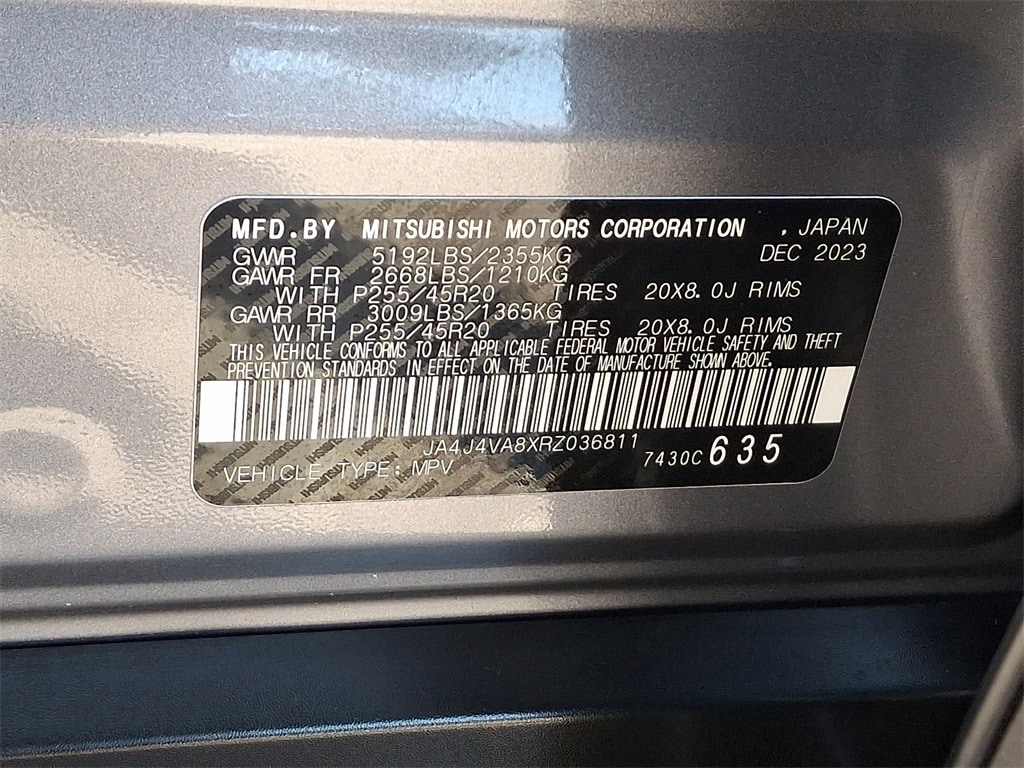 MFD.BY MITSUBISHI MOTORS CORPORATION , JAPAN
GVWR 5192LBS/2355KG DEC 2023
GAWR FR 2668LBS/1210KG
WITH P255/45R20 TIRES 20X8.0J RIMS
GAWR RR 3009LBS/1365KG
WITH P255/45R20 TIRES 20X8.0J RIMS
THIS VEHICLE CONFORMS TO ALL APPLICABLE FEDERAL MOTOR VEHICLE SAFETY AND THEFT
PREVENTION STANDARDS IN EFFECT ON THE DATE OF MANUFACTURE SHOWN ABOVE.
JA4J4VA8XRZ036811
VEHICLE TYPE: MPV 7430C 635